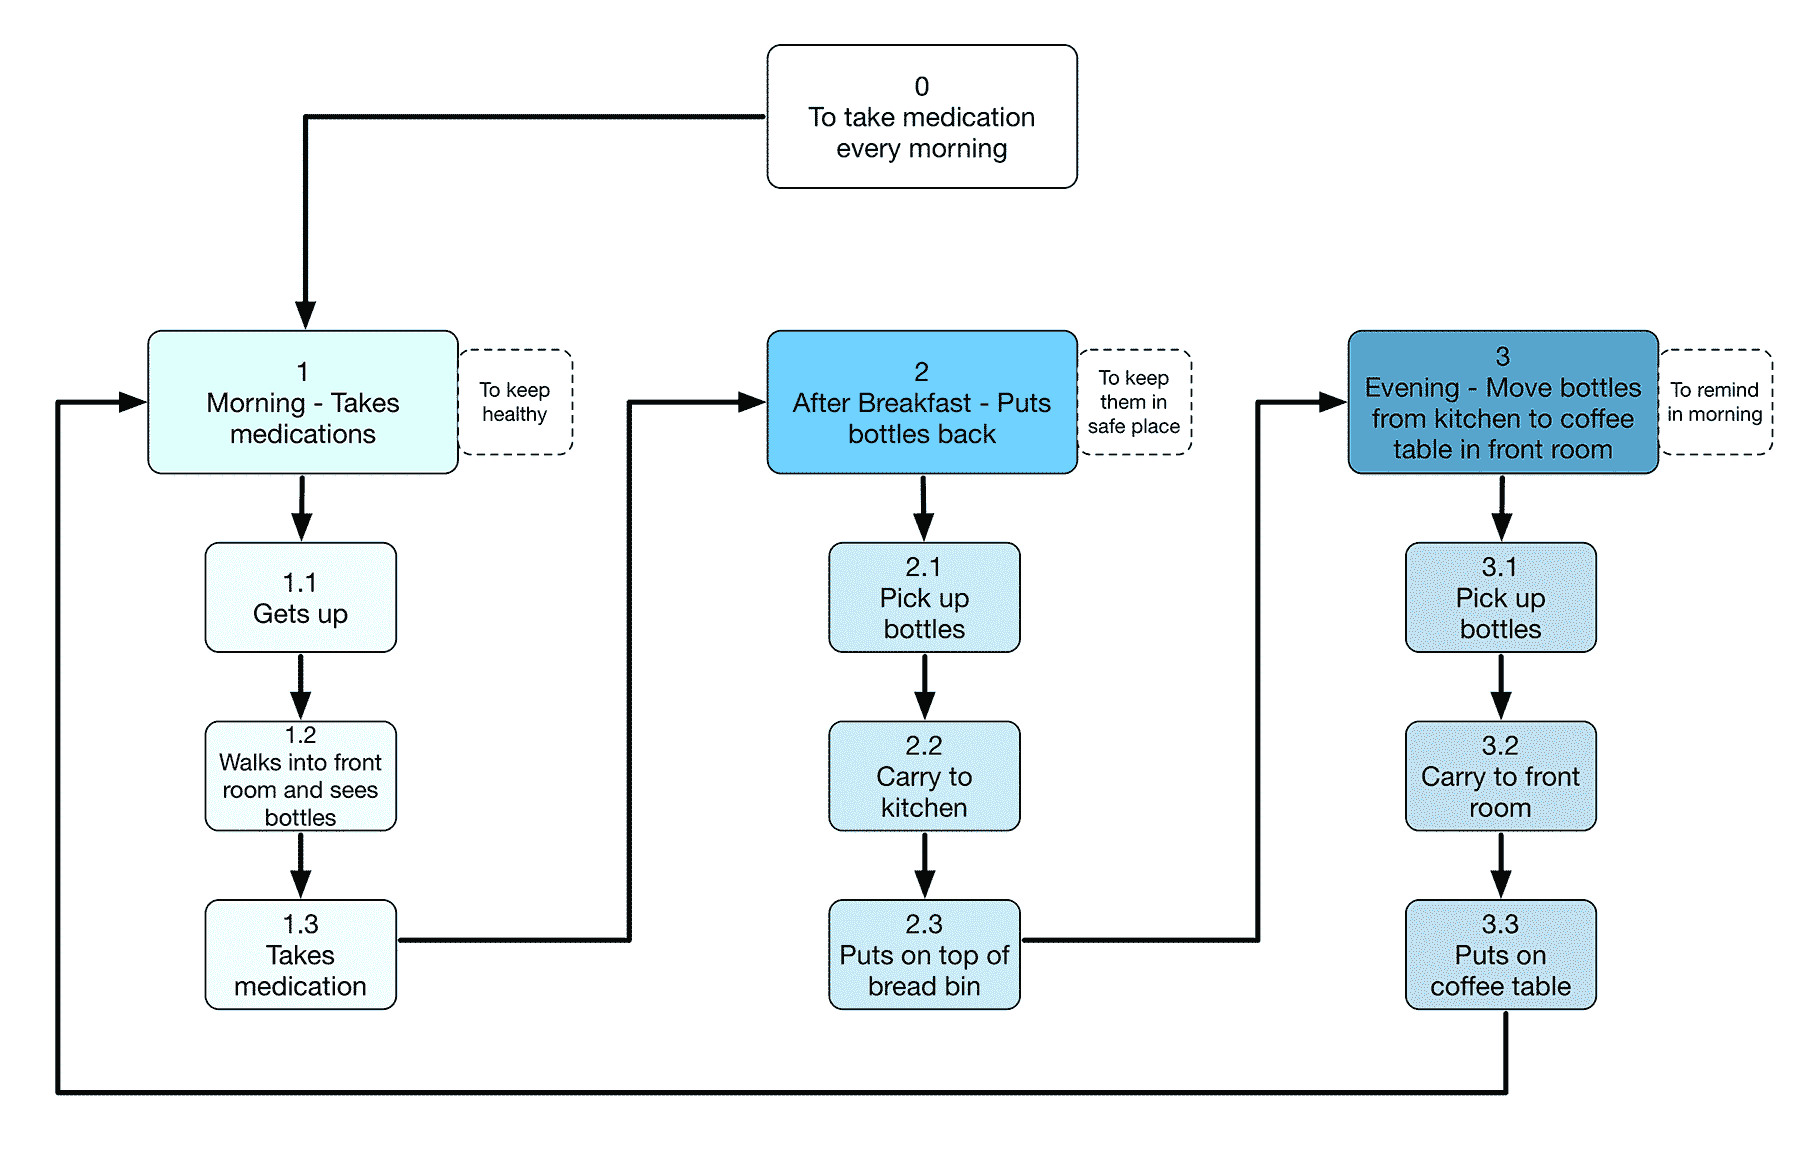 0
To take medication
every morning
1
Morning - Takes
medications
To keep
healthy
2
After Breakfast - Puts
bottles back
To keep
them in
safe place
3
Evening - Move bottles
from kitchen to coffee
table in front room
To remind
in morning
1.1
Gets up
2.1
Pick up
bottles
3.1
Pick up
bottles
1.2
Walks into front
room and sees
bottles
2.2
Carry to
kitchen
3.2
Carry to front
room
1.3
Takes
medication
2.3
Puts on top of
bread bin
3.3
Puts on
coffee table